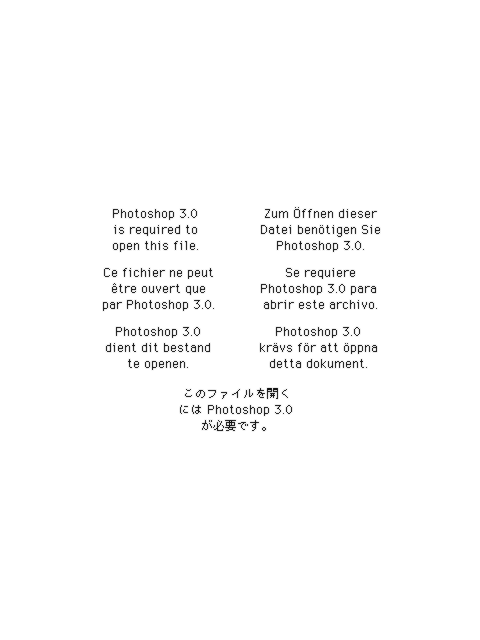 Photoshop 3.0
is required to
open this file.
Zum Öffnen dieser
Datei benötigen Sie
Photoshop 3.0.
Ce fichier ne peut
être ouvert que
par Photoshop 3.0.
Se requiere
Photoshop 3.0 para
abrir este archivo.
Photoshop 3.0
dient dit bestand
te openen.
Photoshop 3.0
krävs för att öppna
detta dokument.
このファイルを開く
には Photoshop 3.0
が必要です。